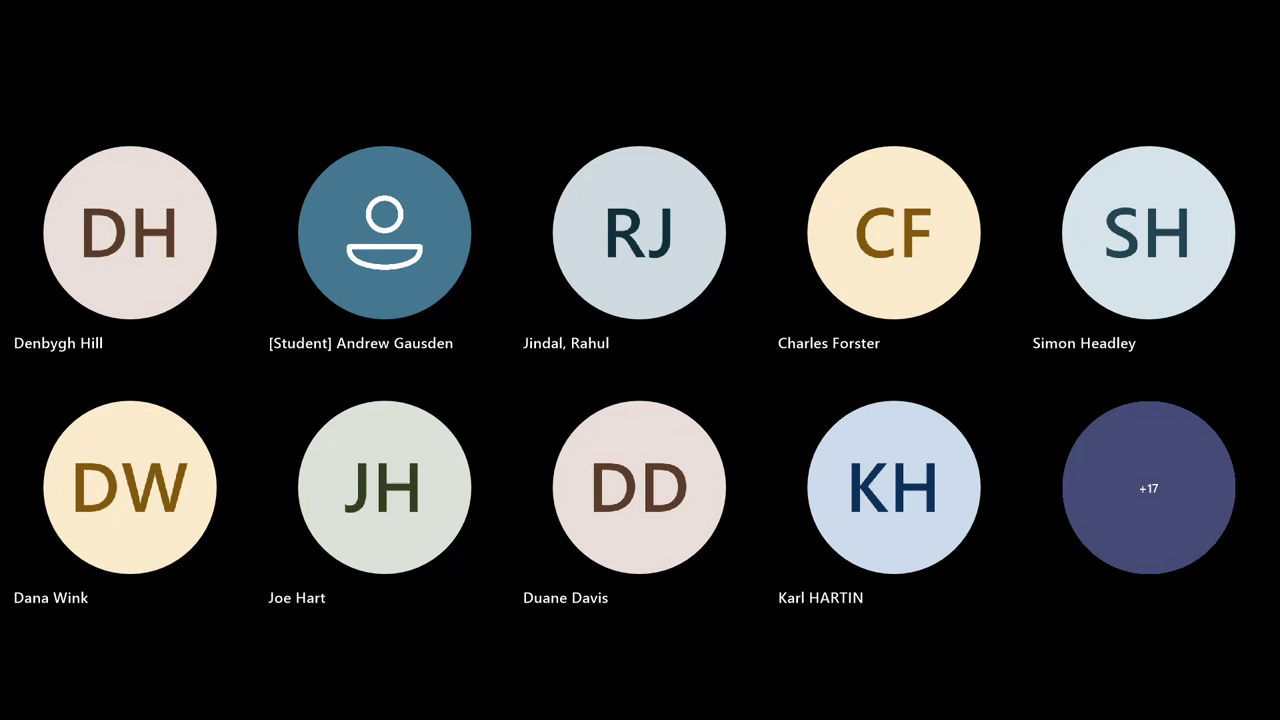 DH
RJ
CF
SH
Denbygh Hill
[Student] Andrew Gausden
Jindal, Rahul
Charles Forster
Simon Headley
DW
JH
DD
KH
+17
Dana Wink
Joe Hart
Duane Davis
Karl HARTIN